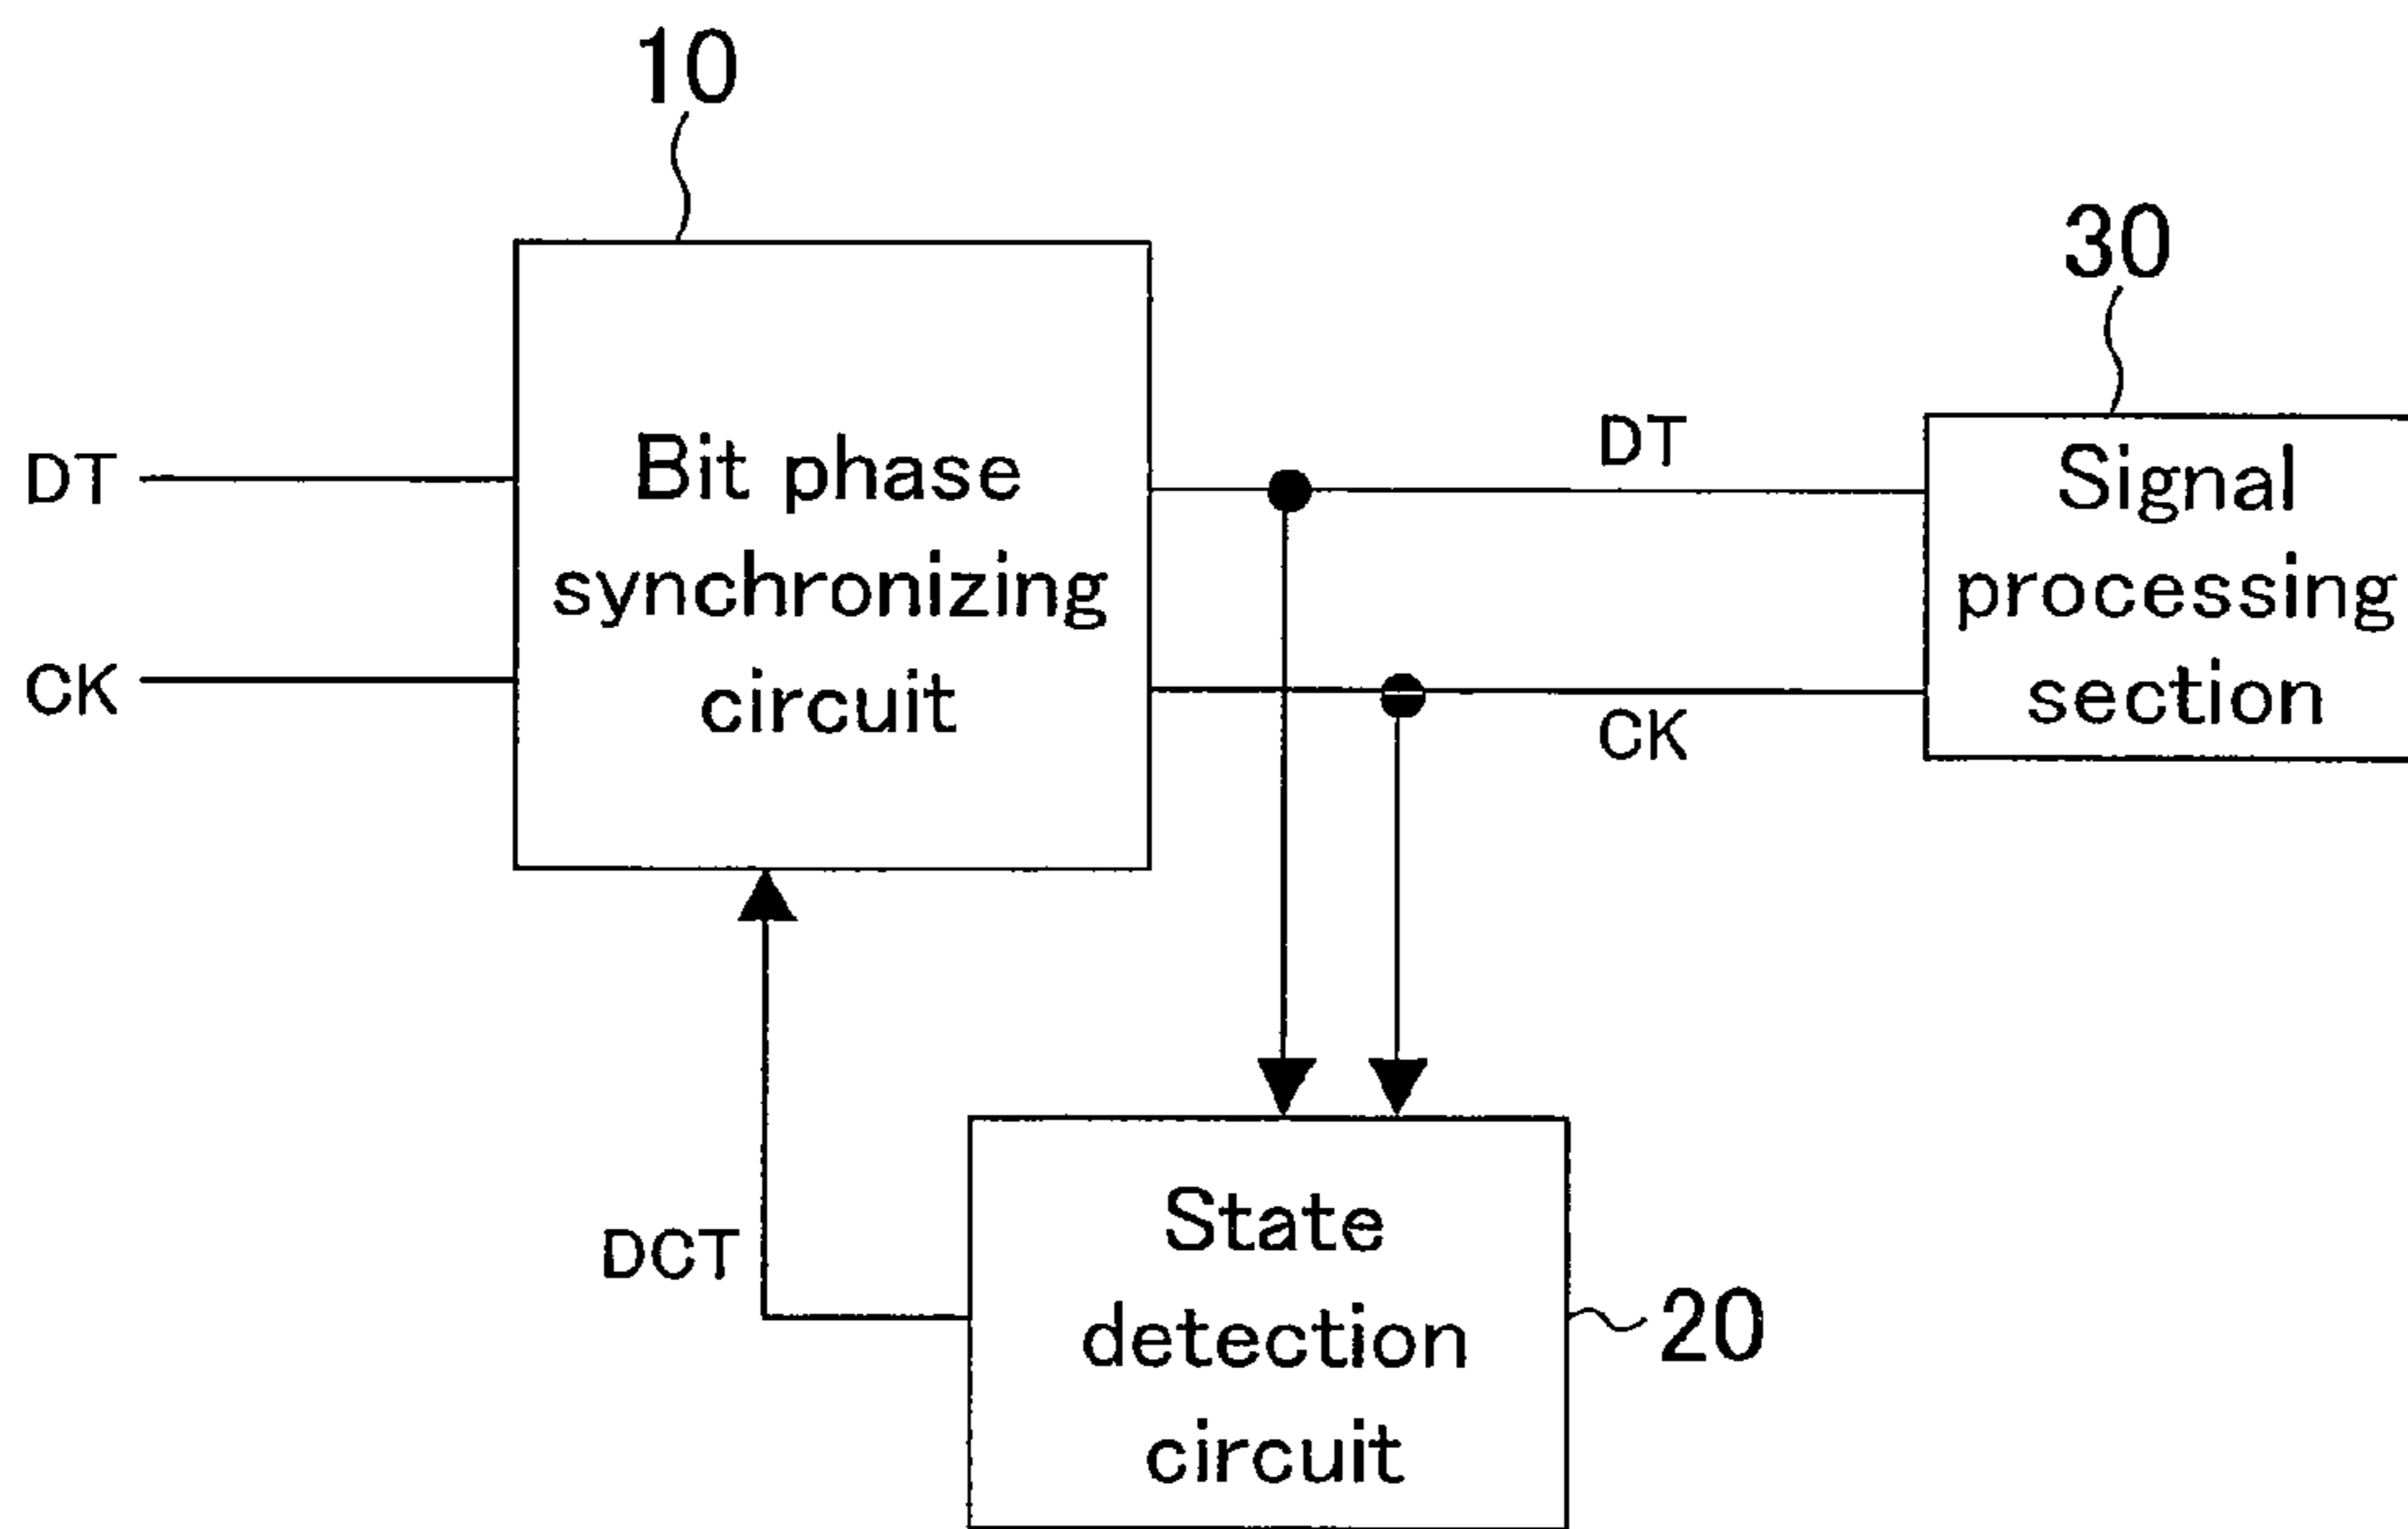 10
30
DT
Bit phase
synchronizing
circuit
CK
DT
CK
Signal
processing
section
DCT
State
detection
circuit
20